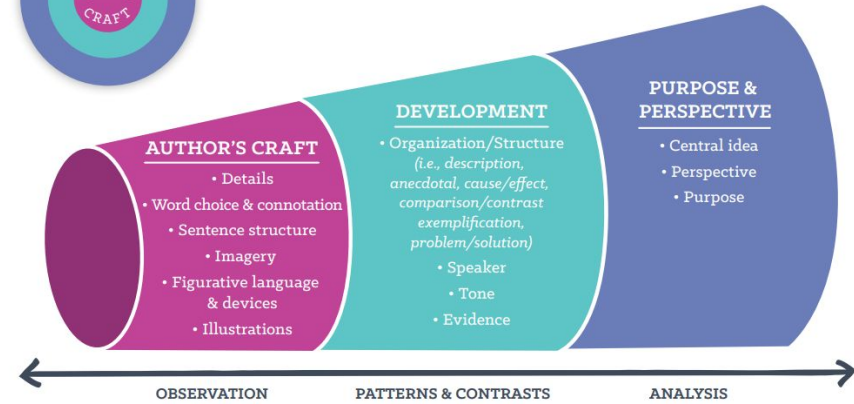 CRAFT
AUTHOR'S CRAFT
• Details
• Word choice & connotation
• Sentence structure
• Imagery
• Figurative language
& devices
• Illustrations
DEVELOPMENT
• Organization/Structure
(i.e., description,
anecdotal, cause/effect,
comparison/contrast
exemplification,
problem/solution)
• Speaker
• Tone
• Evidence
PURPOSE &
PERSPECTIVE
• Central idea
• Perspective
• Purpose
OBSERVATION
PATTERNS & CONTRASTS
ANALYSIS